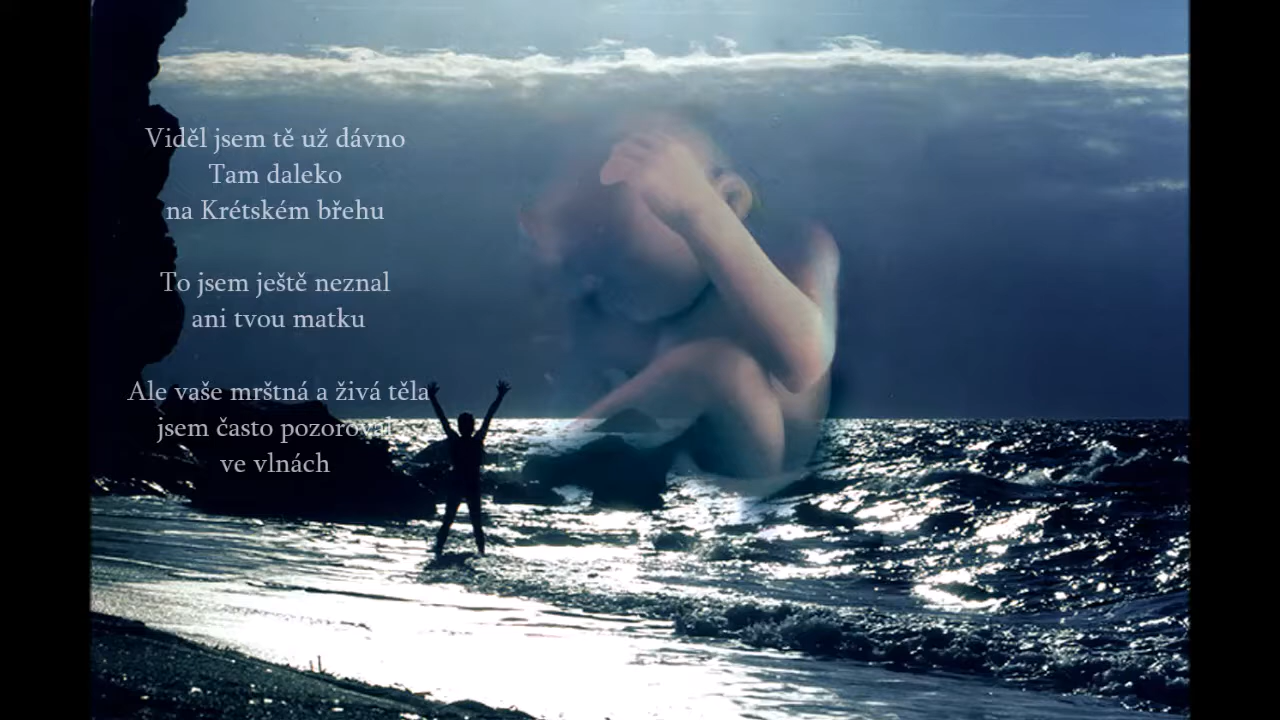 Viděl jsem tě už dávno
Tam daleko
na Krétském břehu
To jsem ještě neznal
ani tvou matku
Ale vaše mrštná a živá těla
jsem často pozoroval
ve vlnách